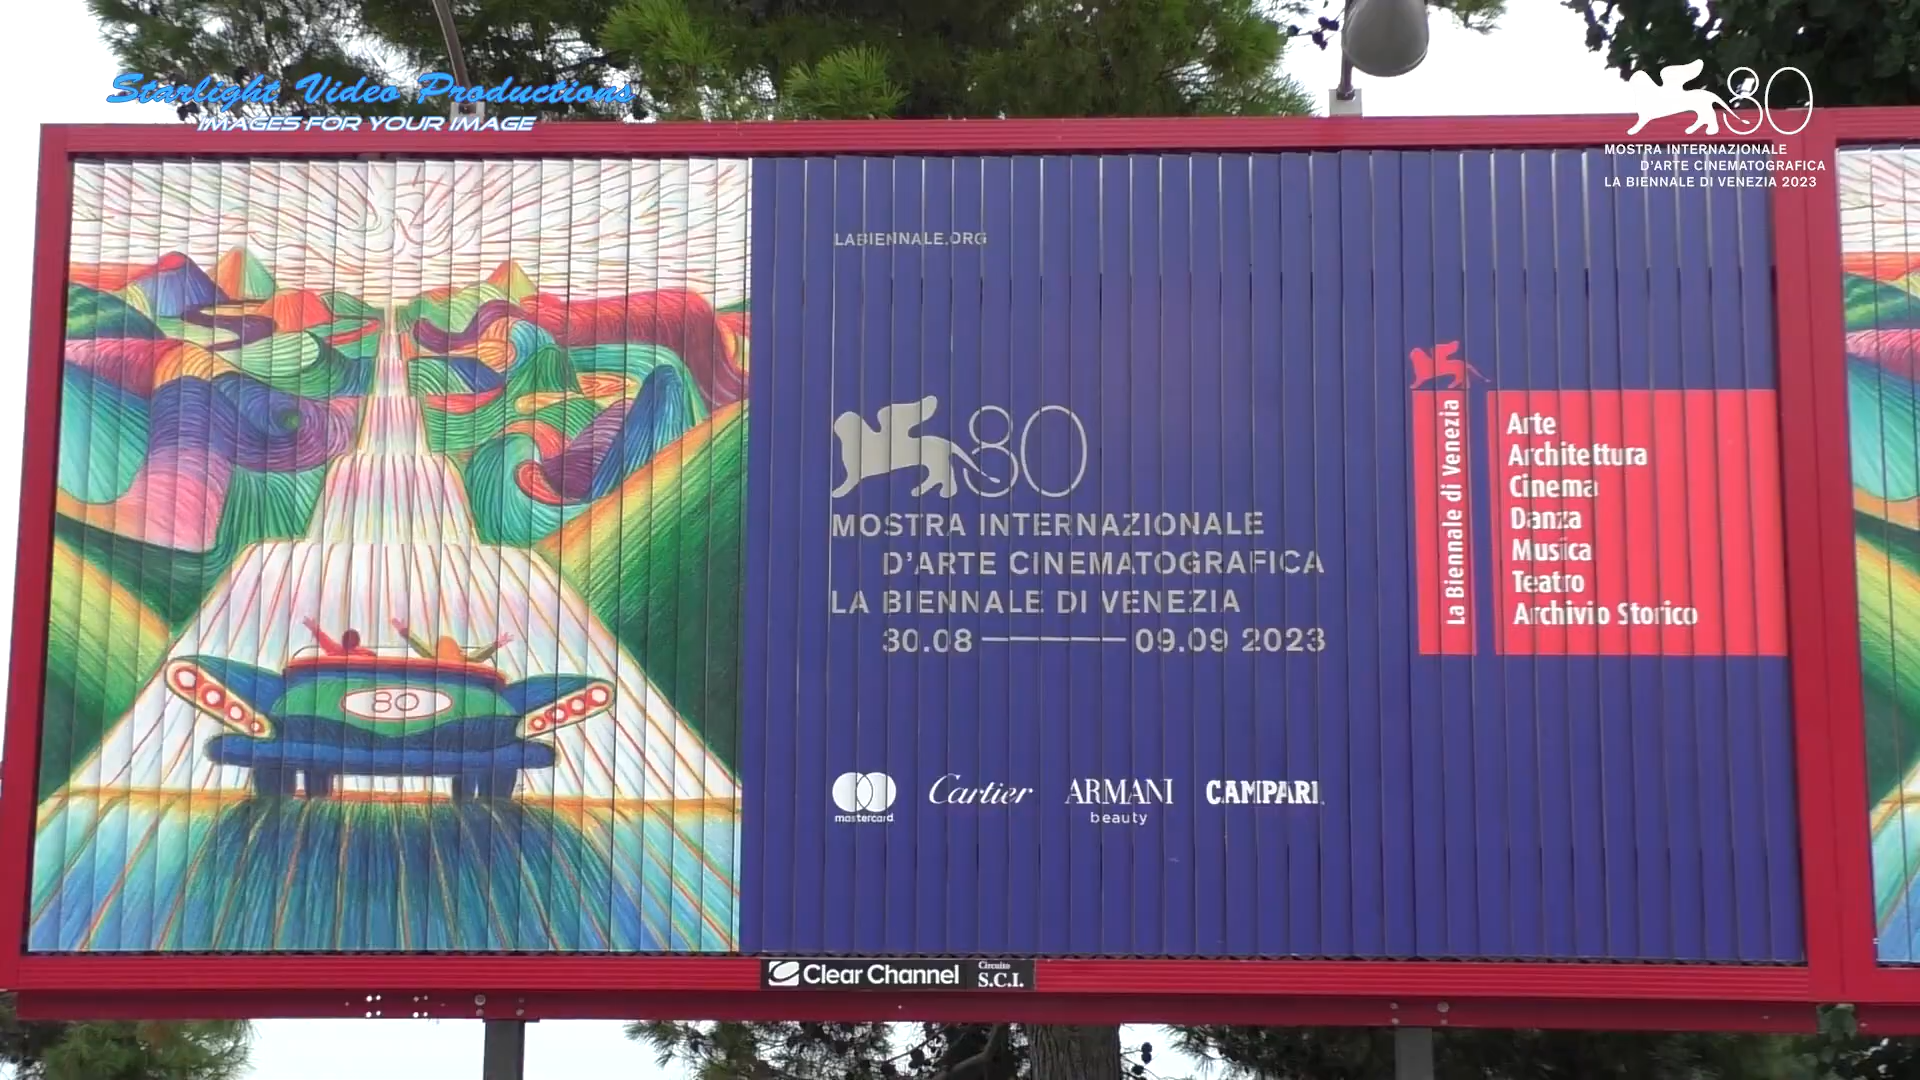 Starlight Video Productions
IMAGES FOR YOUR IMAGE
80
MOSTRA INTERNAZIONALE
D'ARTE CINEMATOGRAFICA
LA BIENNALE DI VENEZIA 2023
LABIENNALE.ORG
80
MOSTRA INTERNAZIONALE
D'ARTE CINEMATOGRAFICA
LA BIENNALE DI VENEZIA
30.08 — 09.09 2023
la Biennale di Venezia
Arte
Architettura
Cinema
Danza
Musica
Teatro
Archivio Storico
80
mastercard
Cartier
ARMANI
beauty
CAMPARI
Clear Channel
Circuito
S.C.I.